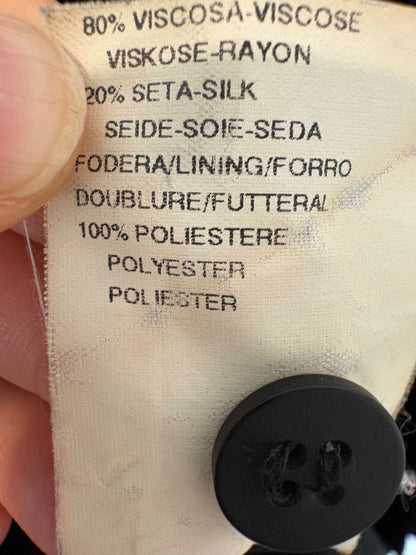 80% VISCOSA-VISCOSE
VISKOSE-RAYON
20% SETA-SILK
SEIDE-SOIE-SEDA
FODERA/LINING/FORRO
DOUBLURE/FUTTERAL
100% POLIESTERE
POLYESTER
POLIESTER